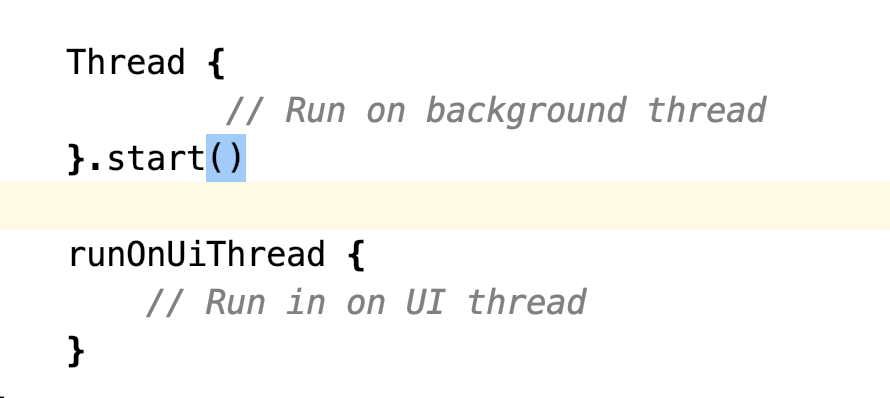 Thread {
// Run on background thread
}.start()
runOnUiThread {
// Run in on UI thread
}